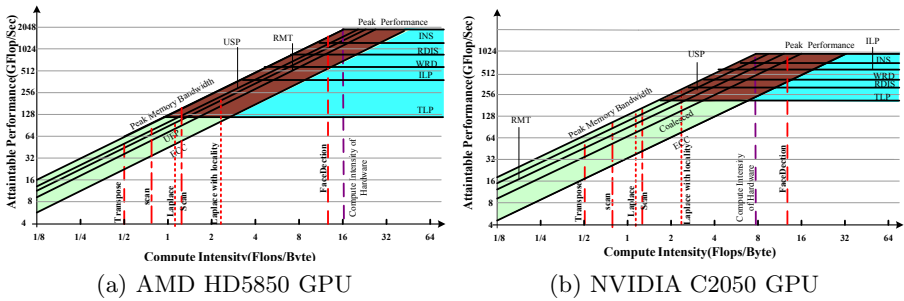 2048
1024
512
256
128
64
32
16
8
4
Attaintable Performance(GFlop/Sec)
Peak Performance
USP
RMT
INS
RDIS
WRD
ILP
TLP
Peak Memory Bandwidth
UEP
ECC
Transpose
scan
Laplace
Scan
Laplace with locality
FaceDection
Compute Intensity of
Hardware
1/8 1/4 1/2 1 2 4 8 16 32 64
Compute Intensity(Flops/Byte)
(a) AMD HD5850 GPU
1024
512
256
128
64
32
16
8
4
Attaintable Performance(GFlop/Sec)
Peak Performance
USP
ILP
INS
WRD
RDIS
TLP
Peak Memory Bandwidth
RMT
Coalesced
ECC
Transpose
scan
Laplace
Scan
Laplace with locality
Compute Intensity
of Hardware
FaceDection
1/8 1/4 1/2 1 2 4 8 16 32 64
Compute Intensity(Flops/Byte)
(b) NVIDIA C2050 GPU